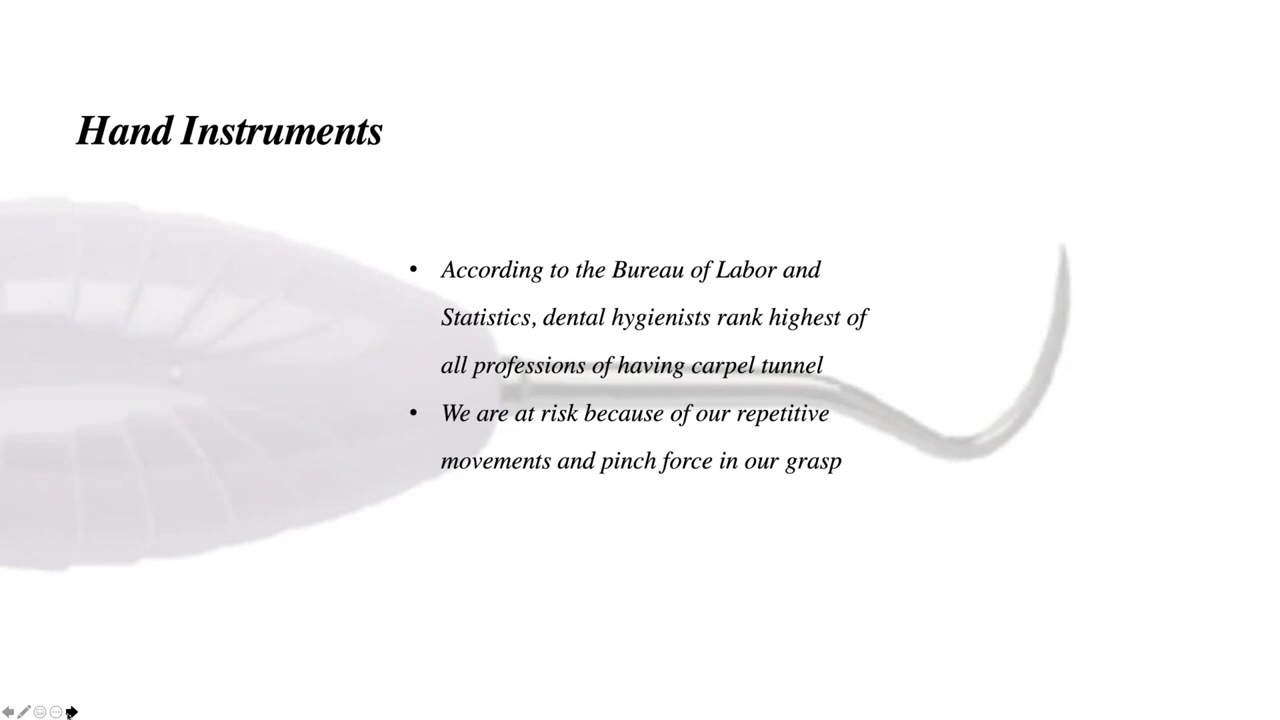 Hand Instruments
• According to the Bureau of Labor and
Statistics, dental hygienists rank highest of
all professions of having carpel tunnel
• We are at risk because of our repetitive
movements and pinch force in our grasp